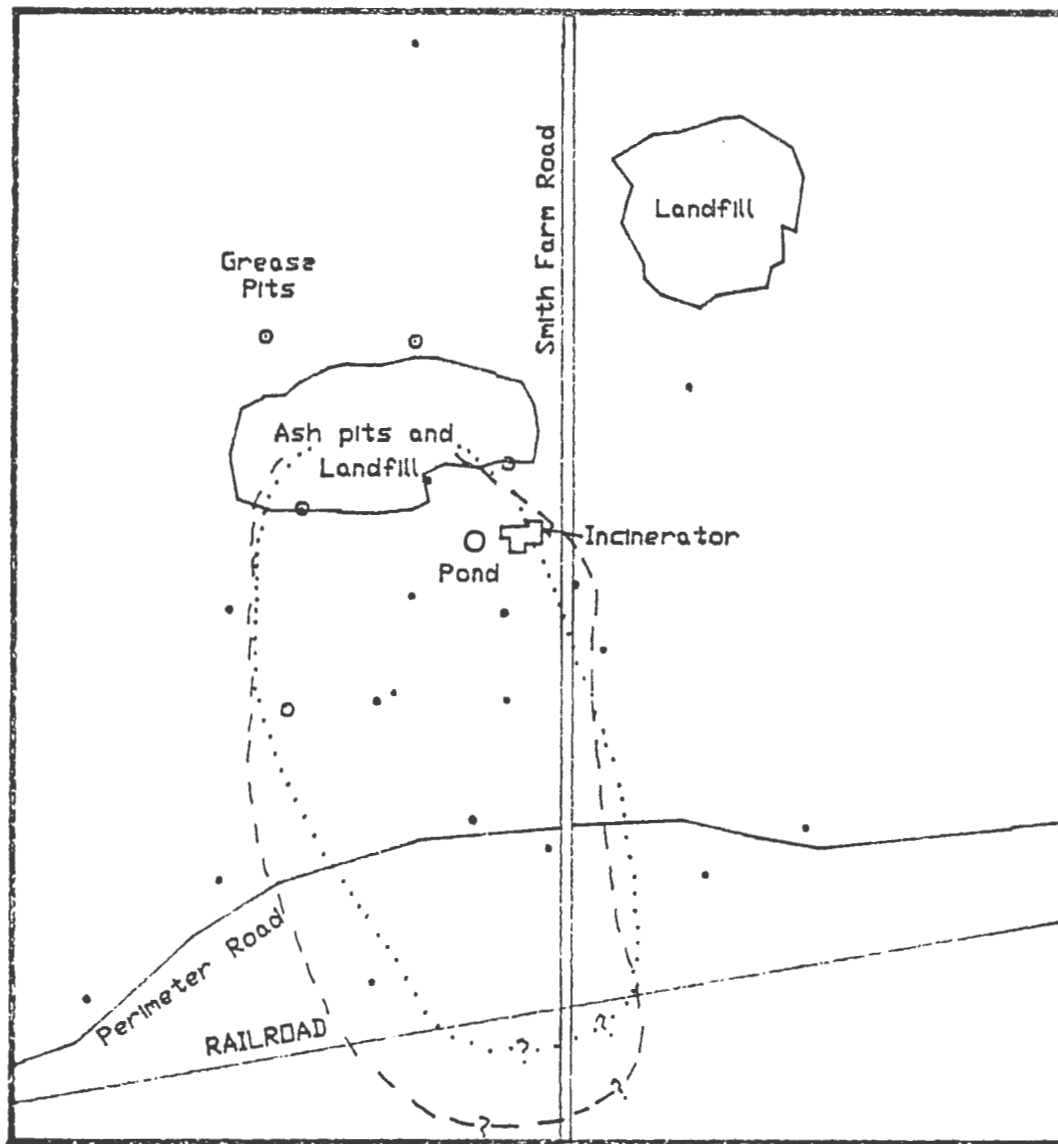 Smith Farm Road
Landfill
Grease
Pits
Ash pits and
Landfill
Incinerator
Pond
Perimeter Road
RAILROAD
?
?
?
?